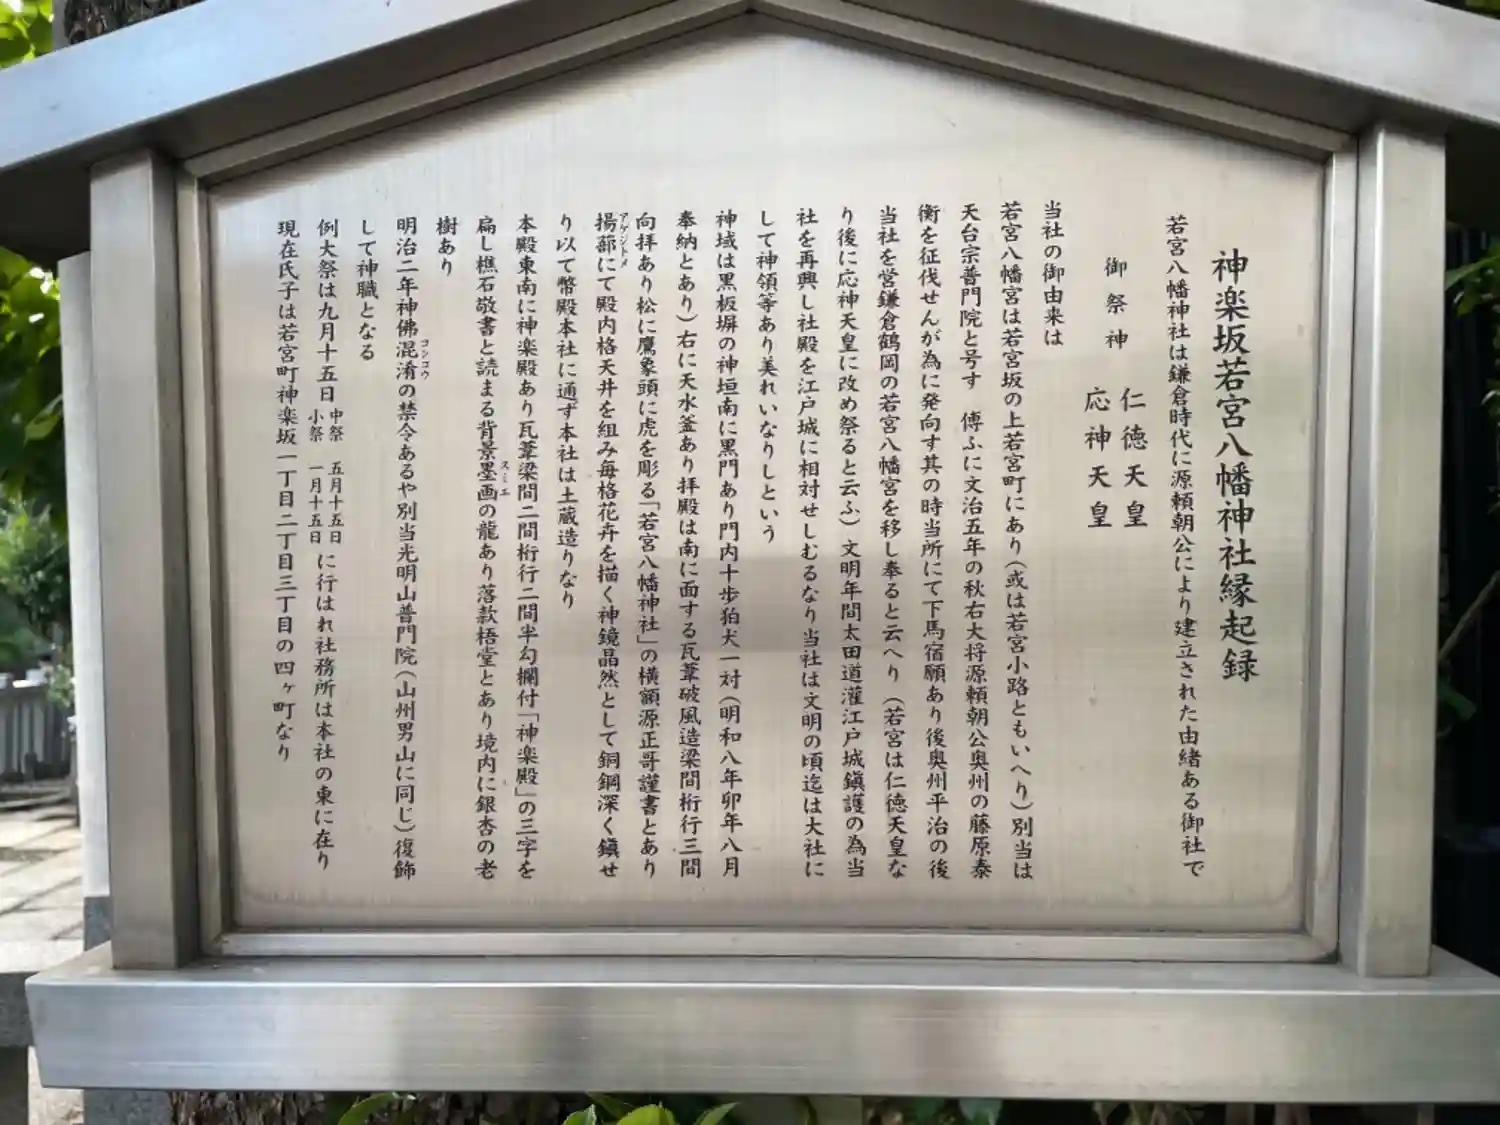 神楽坂若宮八幡神社縁起録
若宮八幡神社は鎌倉時代に源頼朝公により建立された由緒ある御社で
御祭神
仁徳天皇
応神天皇
当社の御由来は
若宮八幡宮は若宮坂の上若宮町にあり（或は若宮小路ともいへり）別当は
天台宗普門院と号す　傳ふに文治五年の秋右大将源頼朝公奥州の藤原泰
衡を征伐せんが為に発向す其の時当所にて下馬宿願あり後奥州平治の後
当社を営鎌倉鶴岡の若宮八幡宮を移し奉ると云へり（若宮は仁徳天皇な
り後に応神天皇に改め祭ると云ふ）文明年間太田道灌江戸城鎮護の為当
社を再興し社殿を江戸城に相対せしむるなり当社は文明の頃迄は大社に
して神領等あり美れいなりしという
神域は黒板塀の神垣南に黒門あり門内十歩狛犬一対（明和八年卯年八月
奉納とあり）右に天水釜あり拝殿は南に面する瓦葺破風造梁間桁行三間
向拝あり松に鷹象頭に虎を彫る「若宮八幡神社」の横額源正哥謹書とあり
揚蔀にて殿内格天井を組み毎格花卉を描く神鏡晶然として銅鋼深く鎮せ
アゲジトメ
り以て幣殿本社に通ず本社は土蔵造りなり
本殿東南に神楽殿あり瓦葺梁間二間桁行二間半勾欄付「神楽殿」の三字を
扁し樵石敬書と読まる背景墨画の龍あり落款梧堂とあり境内に銀杏の老
スミエ
樹あり
明治二年神佛混淆の禁令あるや別当光明山普門院（山州男山に同じ）復飾
コンコウ
して神職となる
例大祭は九月十五日 中祭 五月十五日 小祭 一月十五日 に行はれ社務所は本社の東に在り
現在氏子は若宮町神楽坂一丁目二丁目三丁目の四ヶ町なり